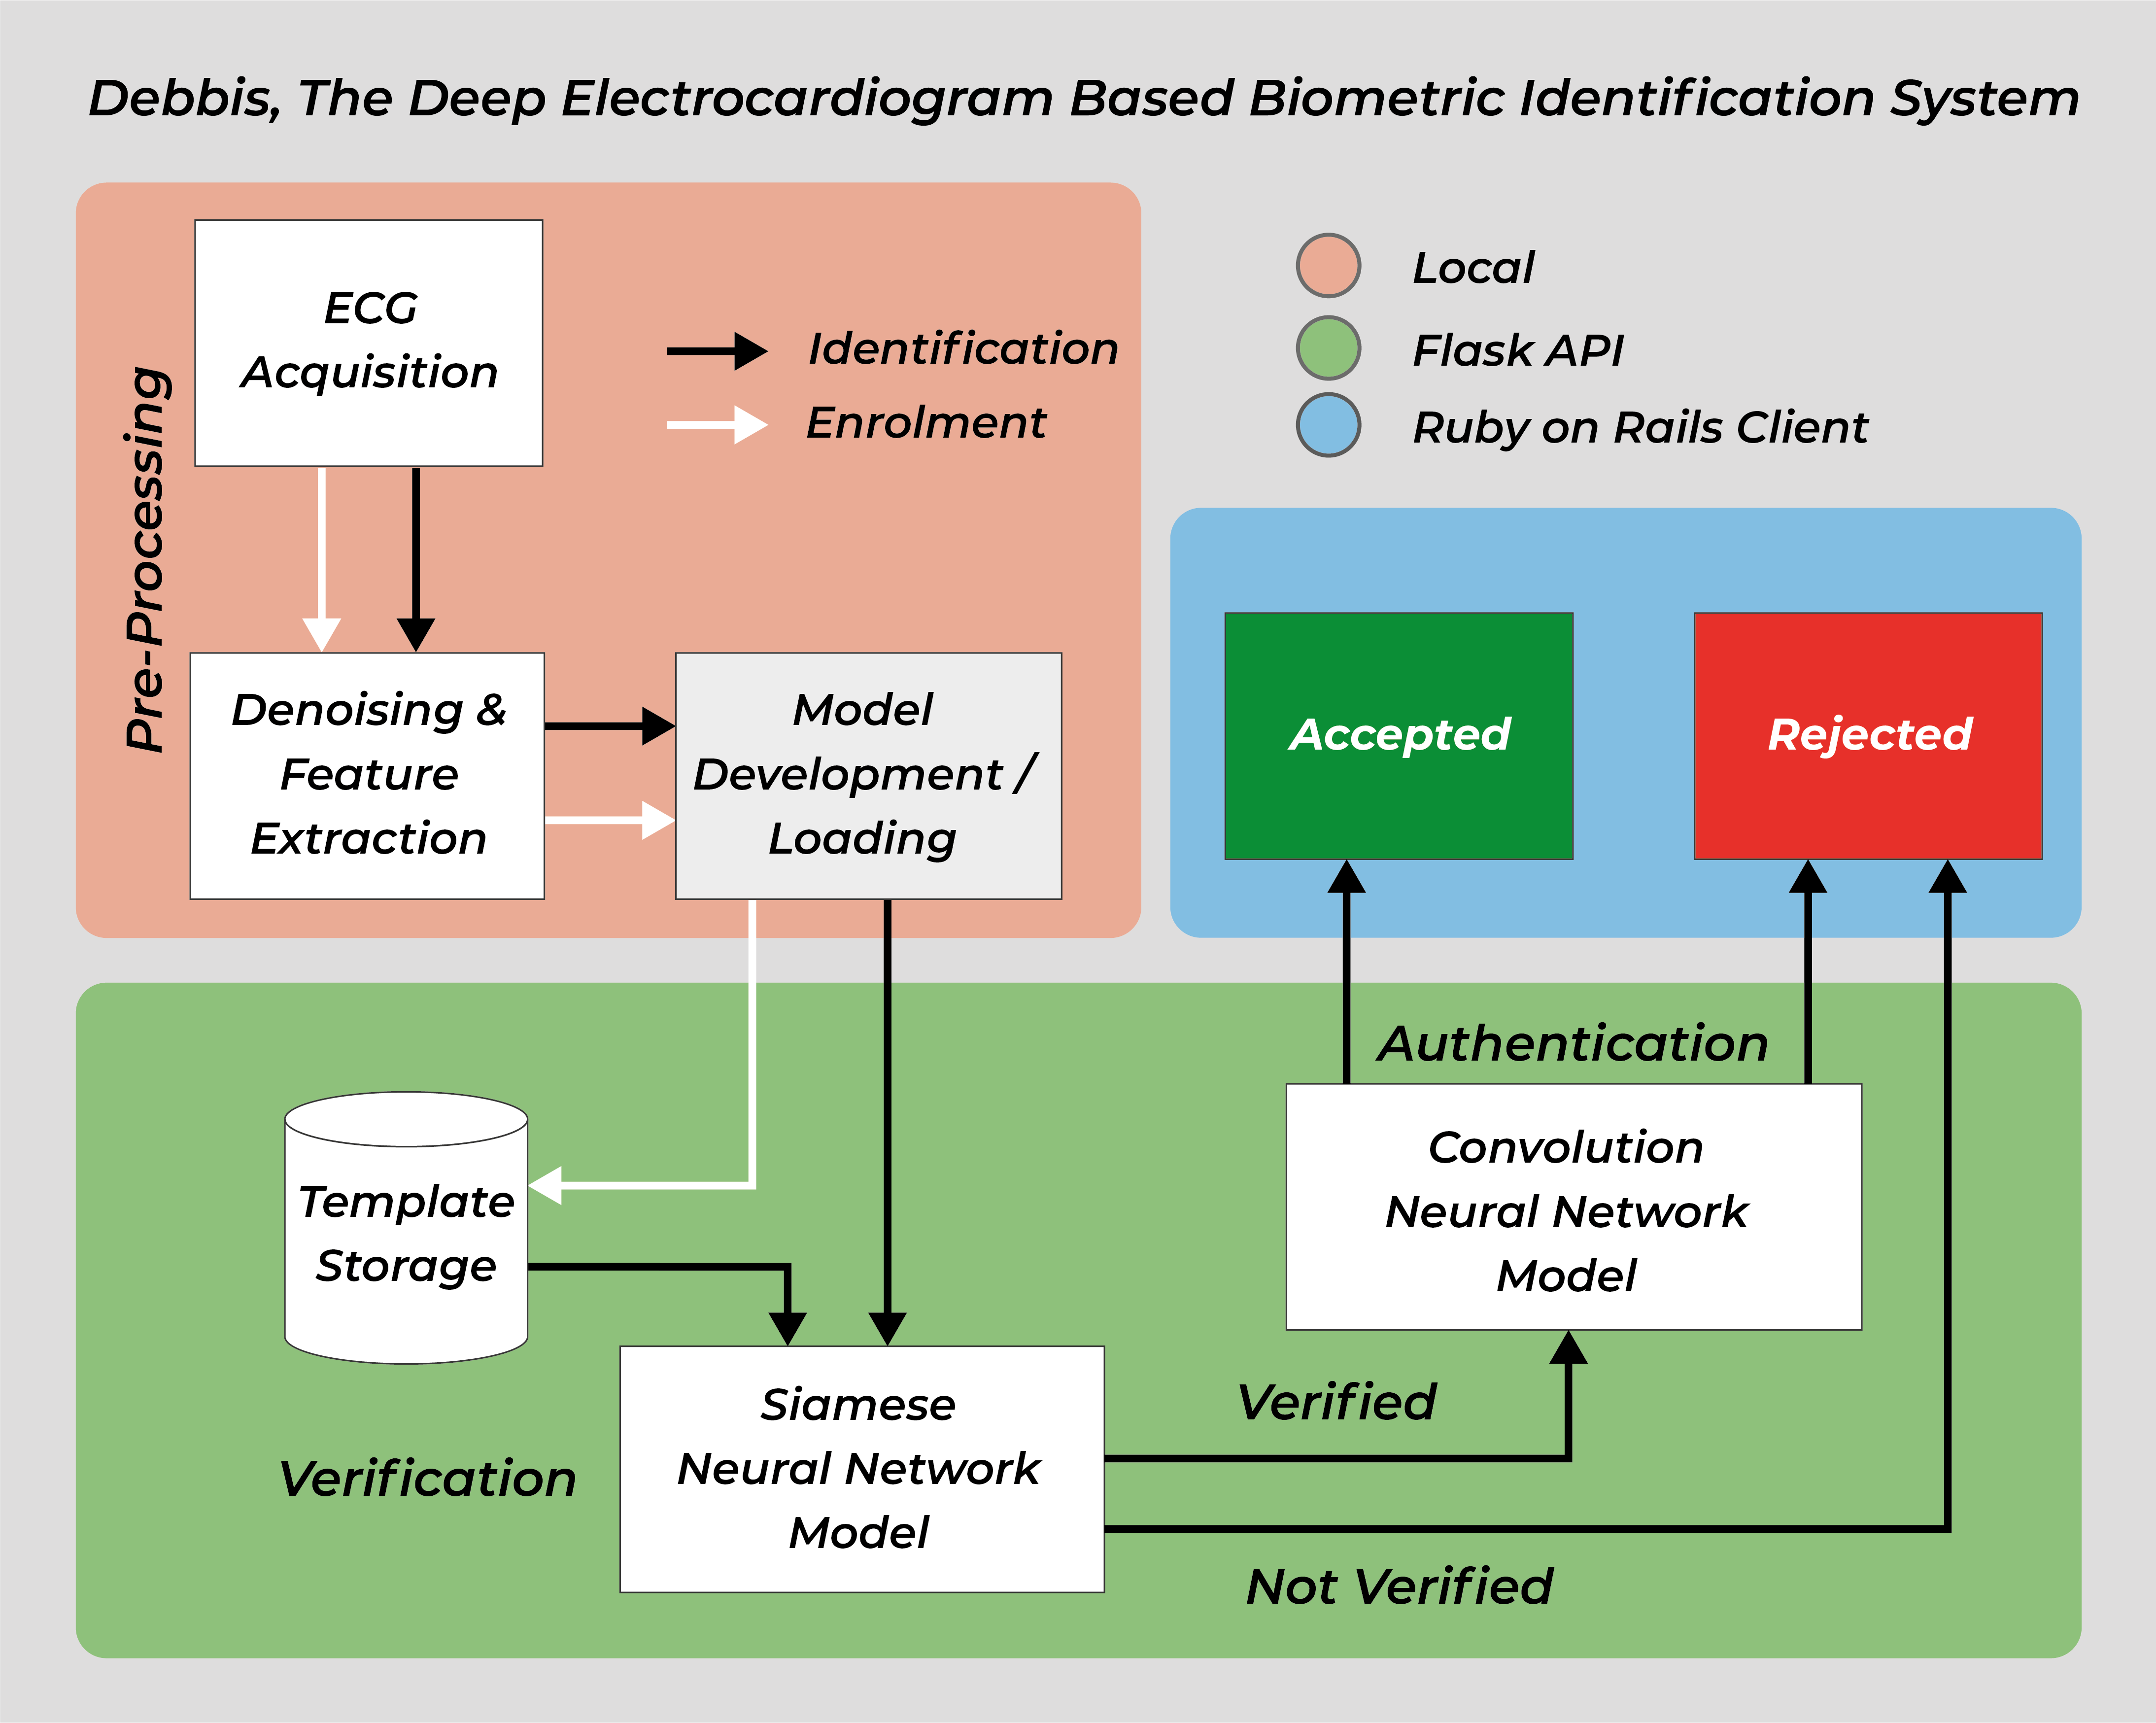 Debbis, The Deep Electrocardiogram Based Biometric Identification System
Pre-Processing
ECG
Acquisition
Identification
Enrolment
Local
Flask API
Ruby on Rails Client
Denoising &
Feature
Extraction
Model
Development /
Loading
Accepted
Rejected
Authentication
Convolution
Neural Network
Model
Template
Storage
Verification
Siamese
Neural Network
Model
Verified
Not Verified